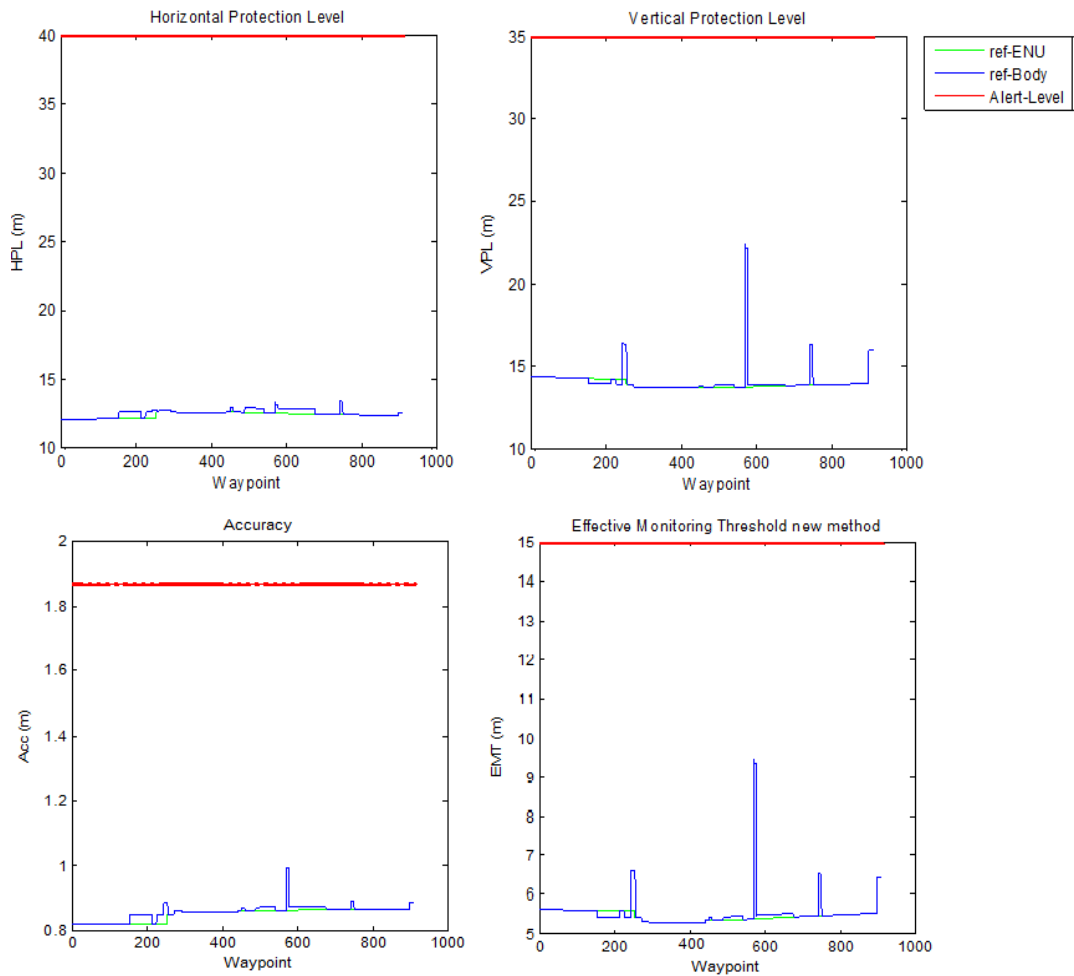 Horizontal Protection Level
40
35
30
25
20
15
10
HPL (m)
0 200 400 600 800 1000
Waypoint
Vertical Protection Level
35
30
25
20
15
10
VPL (m)
0 200 400 600 800 1000
Waypoint
ref-ENU
ref-Body
Alert-Level
Accuracy
2
1.8
1.6
1.4
1.2
1
0.8
Acc (m)
0 200 400 600 800 1000
Waypoint
Effective Monitoring Threshold new method
15
14
13
12
11
10
9
8
7
6
5
EMT (m)
0 200 400 600 800 1000
Waypoint